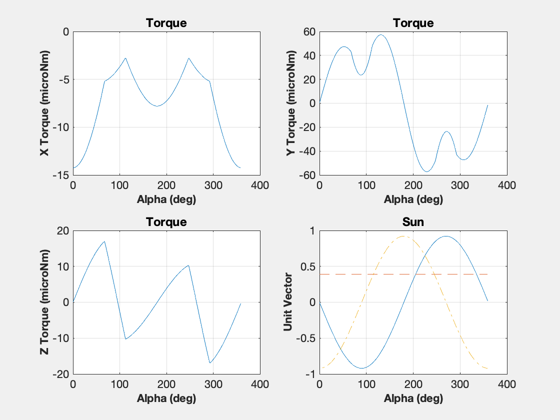 Torque
X Torque (microNm)
0
-5
-10
-15
0 100 200 300 400
Alpha (deg)
Torque
Y Torque (microNm)
60
40
20
0
-20
-40
-60
0 100 200 300 400
Alpha (deg)
Torque
Z Torque (microNm)
20
10
0
-10
-20
0 100 200 300 400
Alpha (deg)
Sun
Unit Vector
1
0.5
0
-0.5
-1
0 100 200 300 400
Alpha (deg)